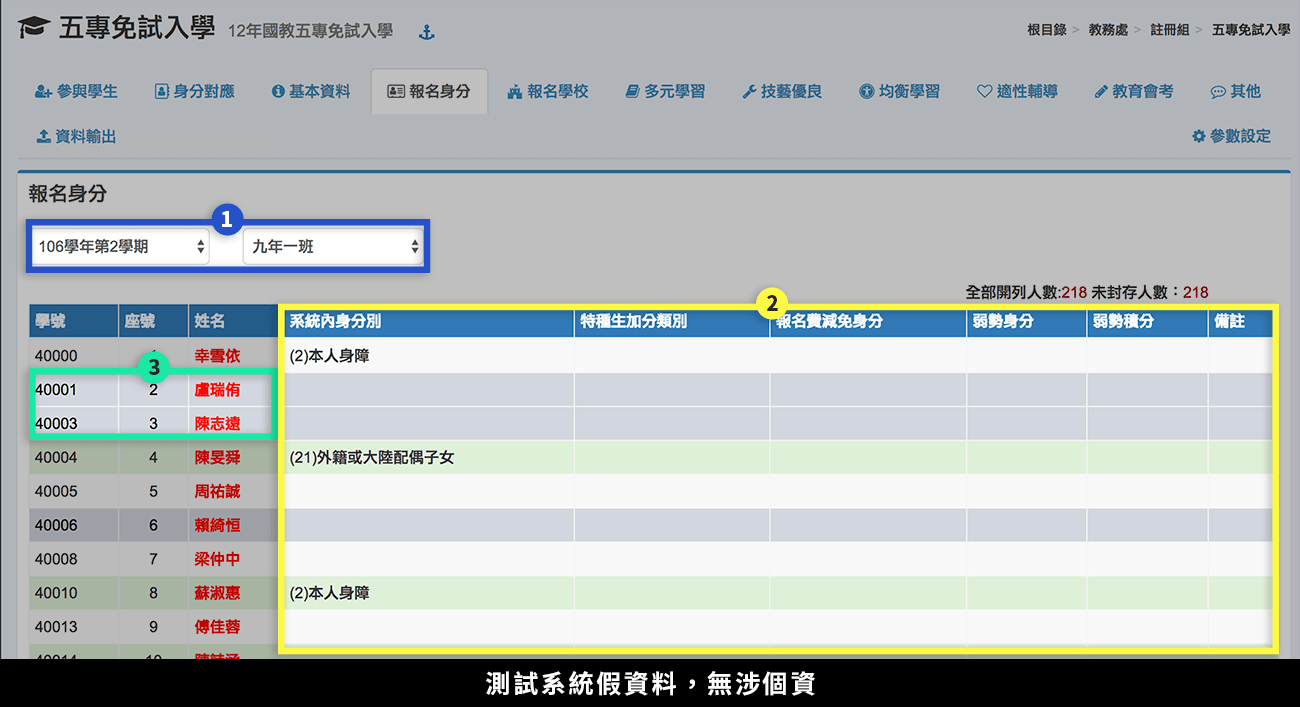 五專免試入學 12年國教五專免試入學
根目錄 > 教務處 > 註冊組 > 五專免試入學
參與學生 身分對應 基本資料 報名身分 報名學校 多元學習 技藝優良 均衡學習 適性輔導 教育會考 其他
資料輸出 參數設定
報名身分
1
106學年第2學期 九年一班
全部開列人數:218 未封存人數:218
2
學號 座號 姓名 系統內身分別 特種生加分類別 報名費減免身分 弱勢身分 弱勢積分 備註
40000 幸雪依 (2)本人身障
3
40001 2 盧瑞侑
40003 3 陳志遠
40004 4 陳旻舜 (21)外籍或大陸配偶子女
40005 5 周祐誠
40006 6 賴綺恒
40008 7 梁仲中
40010 8 蘇淑惠 (2)本人身障
40013 9 傅佳蓉
測試系統假資料，無涉個資